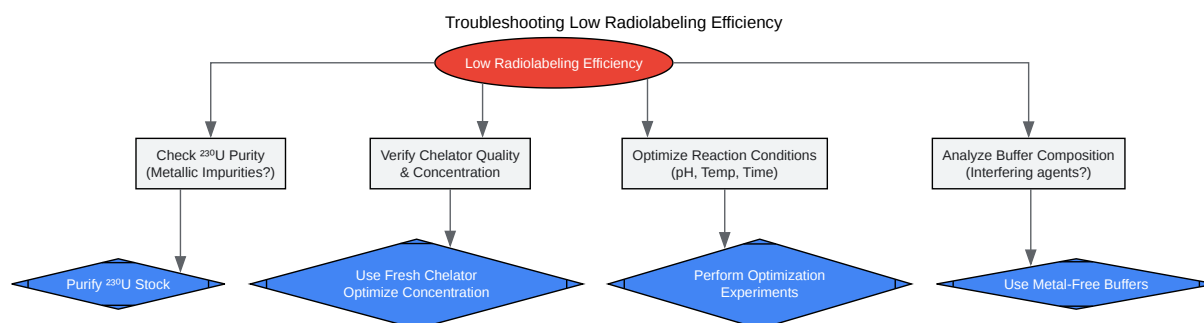 Troubleshooting Low Radiolabeling Efficiency
Low Radiolabeling Efficiency
Check ²³⁰U Purity
(Metallic Impurities?)
Verify Chelator Quality
& Concentration
Optimize Reaction Conditions
(pH, Temp, Time)
Analyze Buffer Composition
(Interfering agents?)
Purify ²³⁰U Stock
Use Fresh Chelator
Optimize Concentration
Perform Optimization
Experiments
Use Metal-Free Buffers